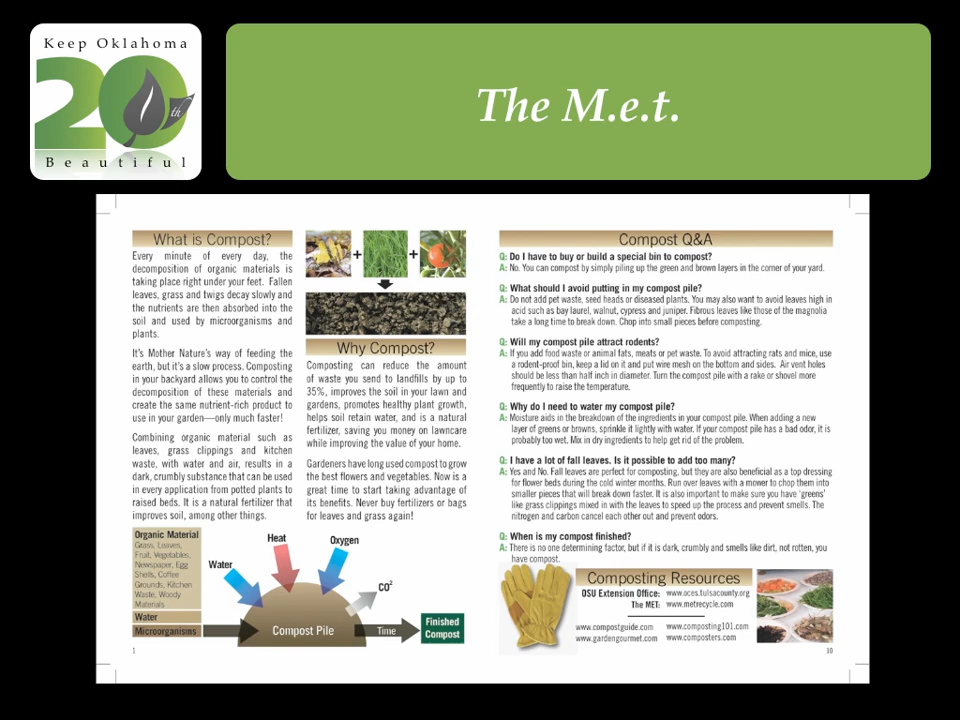 Keep Oklahoma
20th
Beautiful
The M.e.t.
What is Compost?
Every minute of every day, the
decomposition of organic materials is
taking place right under your feet. Fallen
leaves, grass and twigs decay slowly and
the nutrients are then absorbed into the
soil and used by microorganisms and
plants.
It's Mother Nature's way of feeding the
earth, but it's a slow process. Composting
in your backyard allows you to control the
decomposition of these materials and
create the same nutrient-rich product to
use in your garden—only much faster!
Combining organic material such as
leaves, grass clippings and kitchen
waste, with water and air, results in a
dark, crumbly substance that can be used
in every application from potted plants to
raised beds. It is a natural fertilizer that
improves soil, among other things.
+ +
Why Compost?
Composting can reduce the amount
of waste you send to landfills by up to
35%, improves the soil in your lawn and
gardens, promotes healthy plant growth,
helps soil retain water, and is a natural
fertilizer, saving you money on lawncare
while improving the value of your home.
Gardeners have long used compost to grow
the best flowers and vegetables. Now is a
great time to start taking advantage of
its benefits. Never buy fertilizers or bags
for leaves and grass again!
Organic Material
Grass, Leaves,
Fruit, Vegetables,
Newspaper, Egg
Shells, Coffee
Grounds, Kitchen
Waste, Woody
Materials
Water
Microorganisms
Water
Heat
Oxygen
CO2
Compost Pile
Time
Finished
Compost
1
Compost Q&A
Q: Do I have to buy or build a special bin to compost?
A: No. You can compost by simply piling up the green and brown layers in the corner of your yard.
Q: What should I avoid putting in my compost pile?
A: Do not add pet waste, seed heads or diseased plants. You may also want to avoid leaves high in
acid such as bay laurel, walnut, cypress and juniper. Fibrous leaves like those of the magnolia
take a long time to break down. Chop into small pieces before composting.
Q: Will my compost pile attract rodents?
A: If you add food waste or animal fats, meats or pet waste. To avoid attracting rats and mice, use
a rodent-proof bin, keep a lid on it and put wire mesh on the bottom and sides. Air vent holes
should be less than half inch in diameter. Turn the compost pile with a rake or shovel more
frequently to raise the temperature.
Q: Why do I need to water my compost pile?
A: Moisture aids in the breakdown of the ingredients in your compost pile. When adding a new
layer of greens or browns, sprinkle it lightly with water. If your compost pile has a bad odor, it is
probably too wet. Mix in dry ingredients to help get rid of the problem.
Q: I have a lot of fall leaves. Is it possible to add too many?
A: Yes and No. Fall leaves are perfect for composting, but they are also beneficial as a top dressing
for flower beds during the cold winter months. Run over leaves with a mower to chop them into
smaller pieces that will break down faster. It is also important to make sure you have 'greens'
like grass clippings mixed in with the leaves to speed up the process and prevent smells. The
nitrogen and carbon cancel each other out and prevent odors.
Q: When is my compost finished?
A: There is no one determining factor, but if it is dark, crumbly and smells like dirt, not rotten, you
have compost.
Composting Resources
OSU Extension Office: www.oces.tulsacounty.org
The MET: www.metrecycle.com
www.compostguide.com www.composting101.com
www.gardengourmet.com www.composters.com
10